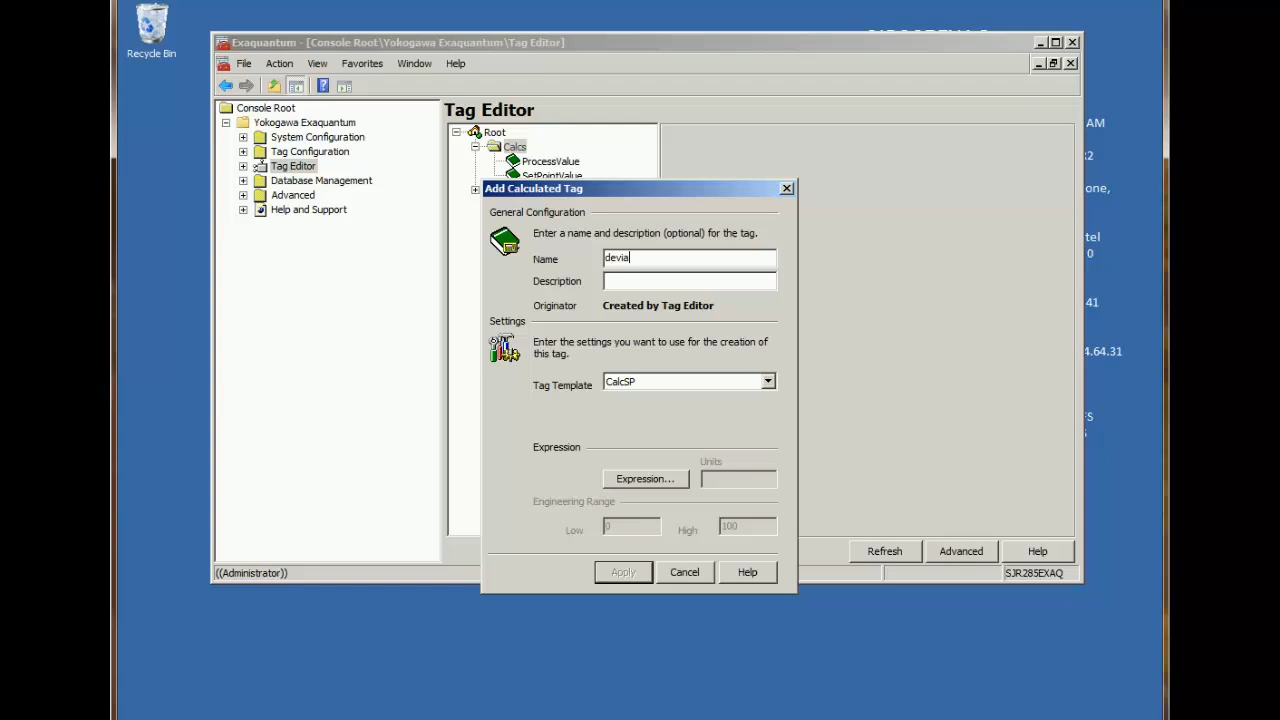 Recycle Bin
Exaquantum - [Console Root\Yokogawa Exaquantum\Tag Editor]
File Action View Favorites Window Help
Console Root
Yokogawa Exaquantum
System Configuration
Tag Configuration
Tag Editor
Database Management
Advanced
Help and Support
Tag Editor
Root
Calcs
ProcessValue
SetPointValue
Add Calculated Tag
General Configuration
Enter a name and description (optional) for the tag.
Name devia
Description
Originator Created by Tag Editor
Settings
Enter the settings you want to use for the creation of
this tag.
Tag Template CalcSP
Expression
Units
Expression...
Engineering Range
Low 0 High 100
Apply Cancel Help
Refresh Advanced Help
((Administrator)) SJR285EXAQ
AM
one,
tel
0
41
4.64.31